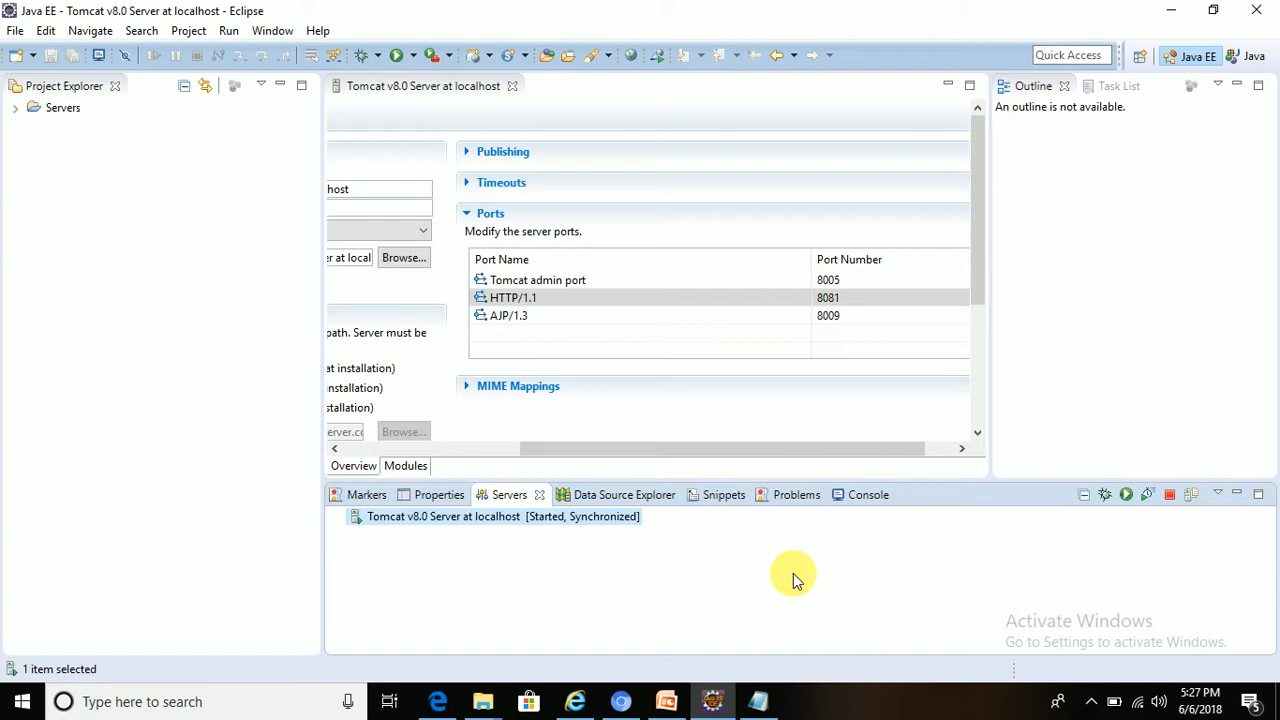 Java EE - Tomcat v8.0 Server at localhost - Eclipse
File Edit Navigate Search Project Run Window Help
Quick Access
Java EE
Java
Project Explorer
Servers
Tomcat v8.0 Server at localhost
Outline
Task List
An outline is not available.
Publishing
Timeouts
host
Ports
Modify the server ports.
er at local
Browse...
Port Name Port Number
Tomcat admin port 8005
HTTP/1.1 8081
AJP/1.3 8009
path. Server must be
at installation)
installation)
stallation)
MIME Mappings
erver.co
Browse...
Overview Modules
Markers Properties Servers Data Source Explorer Snippets Problems Console
Tomcat v8.0 Server at localhost [Started, Synchronized]
Activate Windows
Go to Settings to activate Windows.
1 item selected
Type here to search
5:27 PM
6/6/2018
5